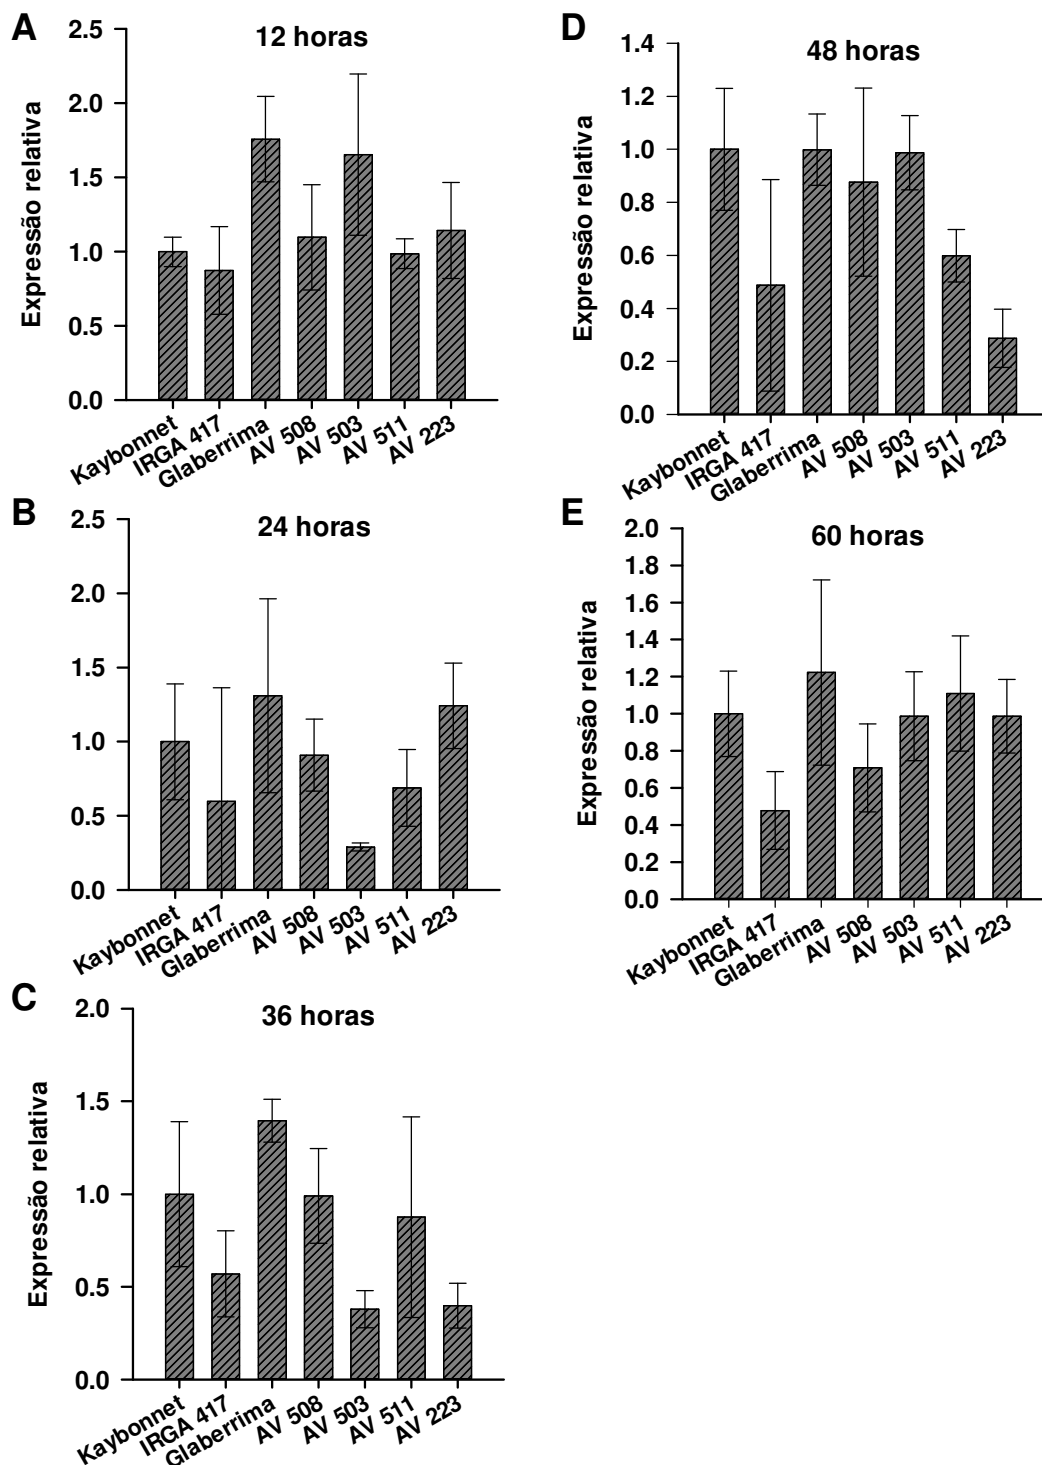 A
12 horas
Expressão relativa
2.5
2.0
1.5
1.0
0.5
0.0
Kaybonnet
IRGA 417
Glaberrima
AV 508
AV 503
AV 511
AV 223
B
24 horas
Expressão relativa
2.5
2.0
1.5
1.0
0.5
0.0
Kaybonnet
IRGA 417
Glaberrima
AV 508
AV 503
AV 511
AV 223
C
36 horas
Expressão relativa
2.0
1.5
1.0
0.5
0.0
Kaybonnet
IRGA 417
Glaberrima
AV 508
AV 503
AV 511
AV 223
D
48 horas
Expressão relativa
1.4
1.2
1.0
0.8
0.6
0.4
0.2
0.0
Kaybonnet
IRGA 417
Glaberrima
AV 508
AV 503
AV 511
AV 223
E
60 horas
Expressão relativa
2.0
1.8
1.6
1.4
1.2
1.0
0.8
0.6
0.4
0.2
0.0
Kaybonnet
IRGA 417
Glaberrima
AV 508
AV 503
AV 511
AV 223